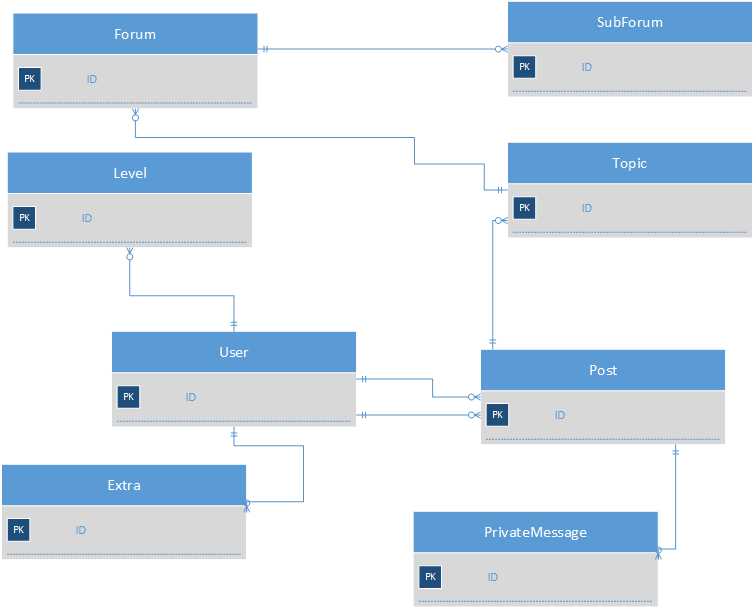 Forum
PK ID
SubForum
PK ID
Level
PK ID
Topic
PK ID
User
PK ID
Post
PK ID
Extra
PK ID
PrivateMessage
PK ID